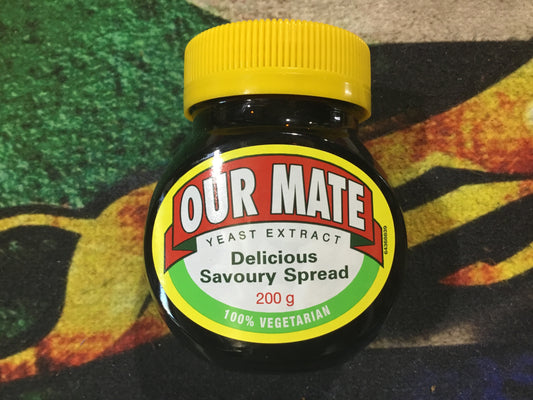 OUR MATE
YEAST EXTRACT
Delicious
Savoury Spread
200 g
100% VEGETARIAN